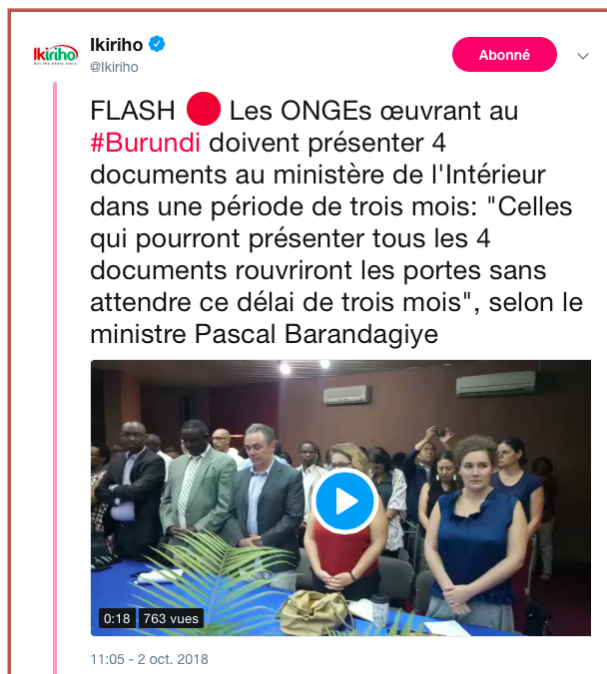 Ikiriho
Ikiriho
@Ikiriho
Abonné
FLASH 🔴 Les ONGEs œuvrant au
#Burundi doivent présenter 4
documents au ministère de l'Intérieur
dans une période de trois mois: "Celles
qui pourront présenter tous les 4
documents rouvriront les portes sans
attendre ce délai de trois mois", selon le
ministre Pascal Barandagiye
0:18 763 vues
11:05 - 2 oct. 2018